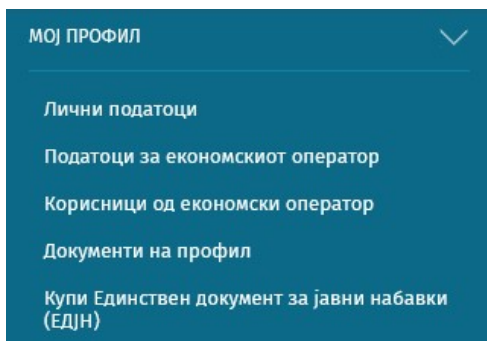 МОЈ ПРОФИЛ
Лични податоци
Податоци за економскиот оператор
Корисници од економски оператор
Документи на профил
Купи Единствен документ за јавни набавки
(ЕДЈН)